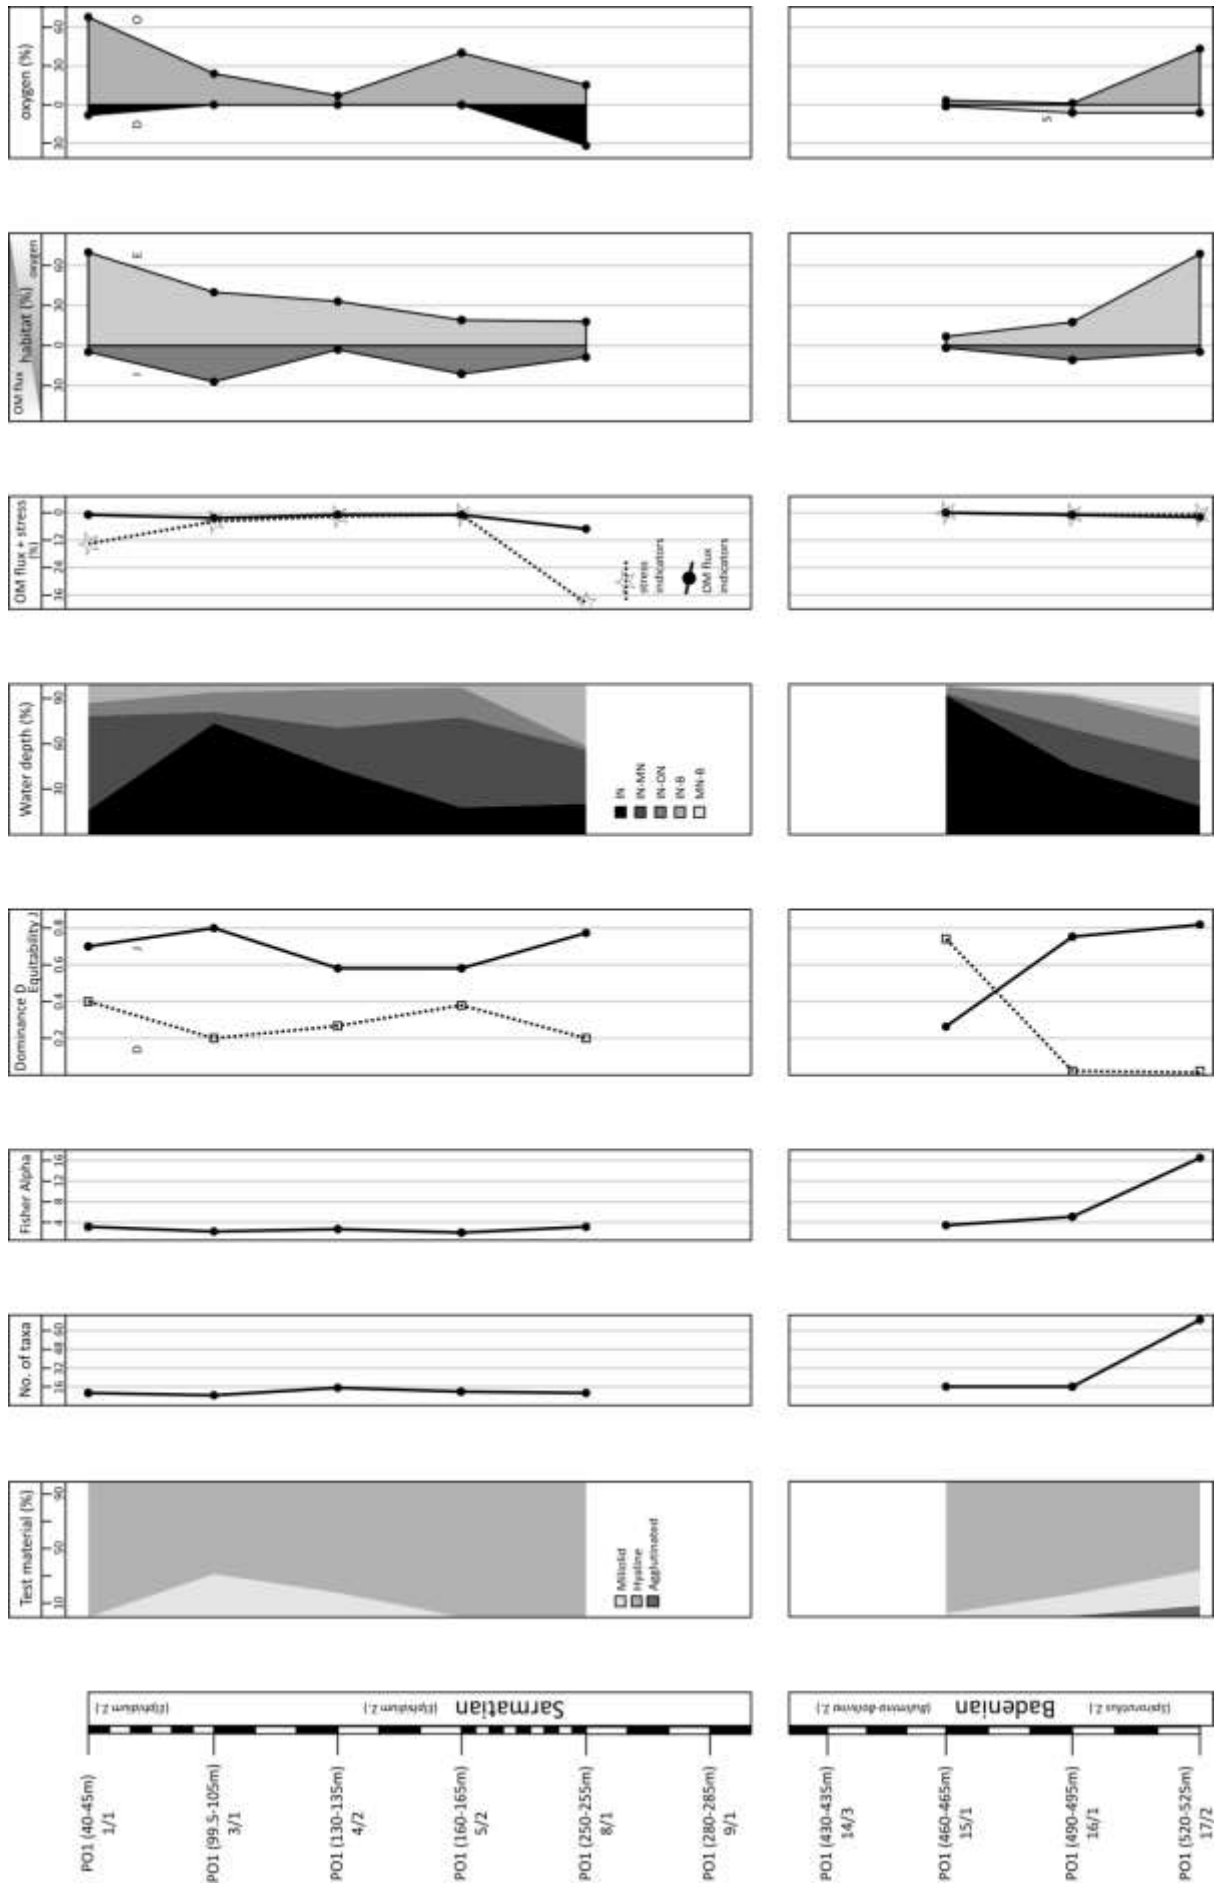 oxygen (%)
60
30
0
30
O
D
S
OM flux
oxygen
habitat (%)
60
30
0
30
E
I
OM flux + stress
(%)
0
12
24
36
stress
indicators
OM flux
indicators
Water depth (%)
90
60
30
IN
IN-MN
IN-ON
IN-B
MN-B
Dominance D
Equitability J
0.8
0.6
0.4
0.2
J
D
Fisher Alpha
16
12
8
4
No. of taxa
60
48
32
16
Test material (%)
90
50
10
Miliolid
Hyaline
Agglutinated
(Elphidium Z.)
(Elphidium Z.)
Sarmatian
(Bulimina-Bolivina Z.)
Badenian
(Spirorutilus Z.)
PO1 (40-45m)
1/1
PO1 (99.5-105m)
3/1
PO1 (130-135m)
4/2
PO1 (160-165m)
5/2
PO1 (250-255m)
8/1
PO1 (280-285m)
9/1
PO1 (430-435m)
14/3
PO1 (460-465m)
15/1
PO1 (490-495m)
16/1
PO1 (520-525m)
17/2